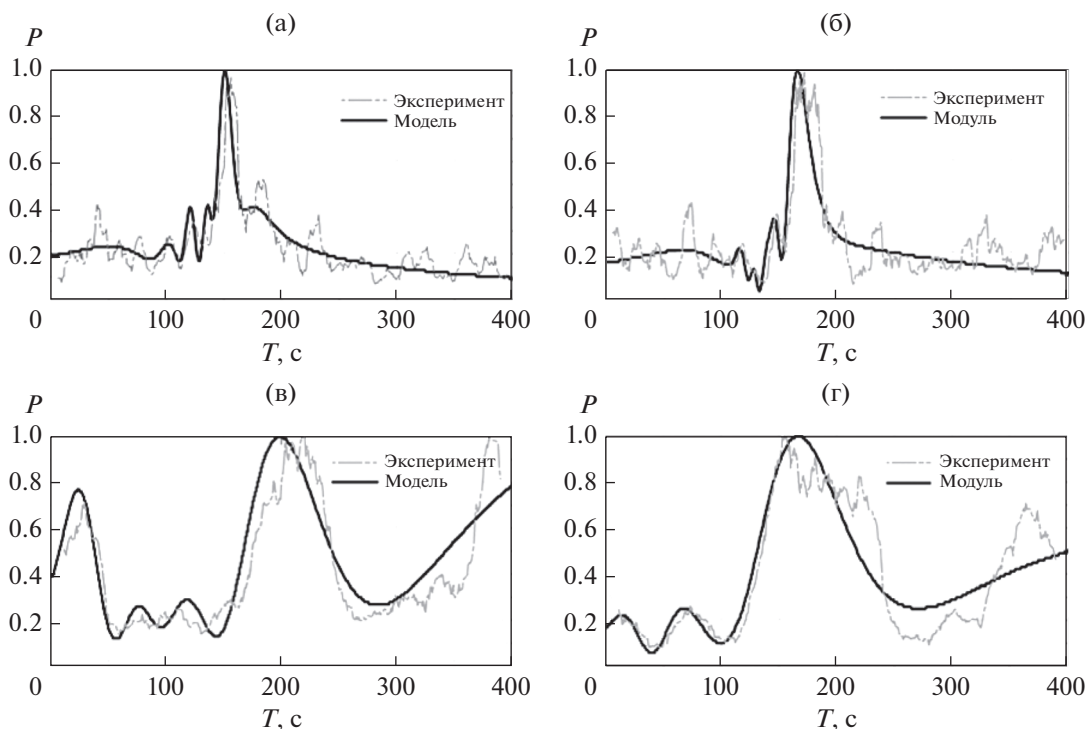 (а)
P
1.0
0.8
0.6
0.4
0.2
0
100
200
300
400
T, с
Эксперимент
Модель
(б)
P
1.0
0.8
0.6
0.4
0.2
0
100
200
300
400
T, с
Эксперимент
Модуль
(в)
P
1.0
0.8
0.6
0.4
0.2
0
100
200
300
400
T, с
Эксперимент
Модель
(г)
P
1.0
0.8
0.6
0.4
0.2
0
100
200
300
400
T, с
Эксперимент
Модуль